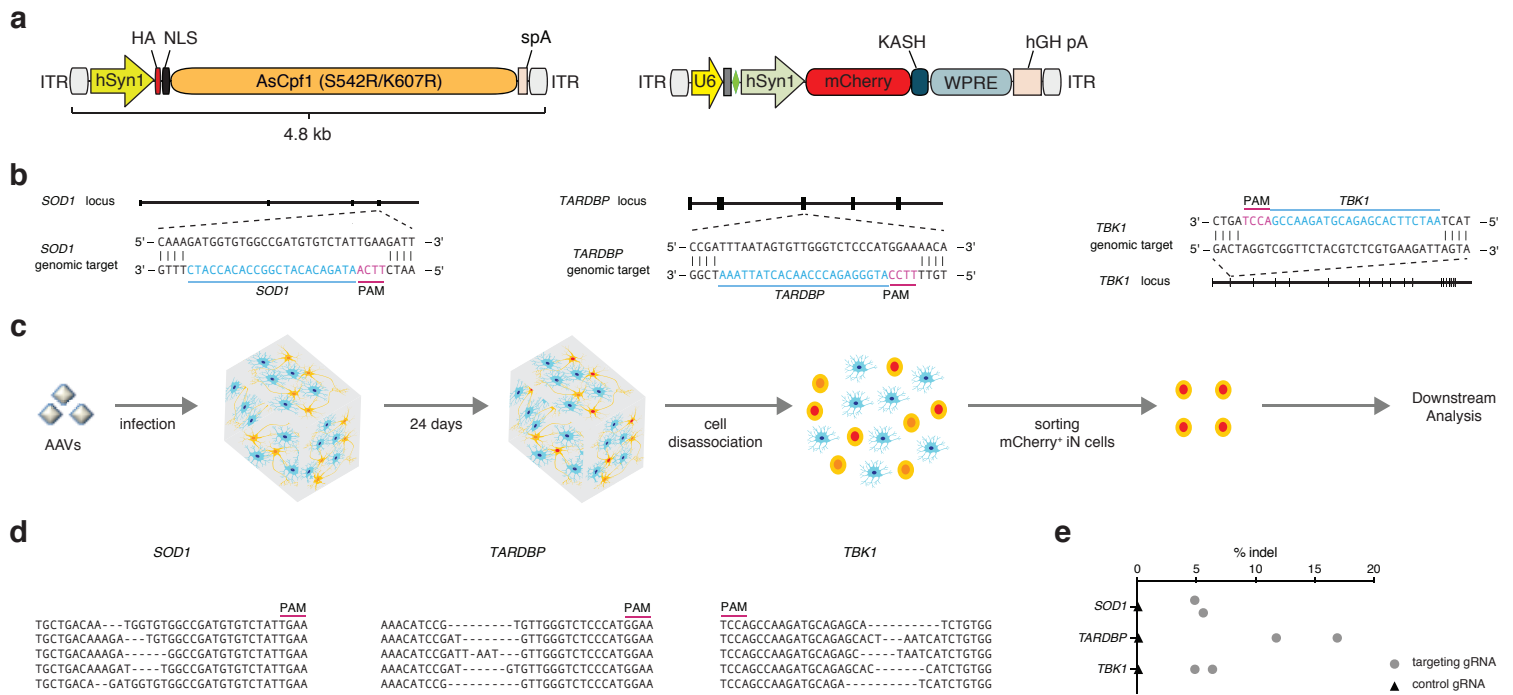 a
HA NLS spA
ITR hSyn1 AsCpf1 (S542R/K607R) ITR
4.8 kb
KASH hGH pA
ITR U6 hSyn1 mCherry WPRE ITR
b
SOD1 locus
SOD1 genomic target
5'- CAAAGATGGTGTGGCCGATGTGTCTATTGAAGATT -3'
3'- GTTTCTACCACACCGGCTACACAGATAACTTCTAA -5'
SOD1 PAM
TARDBP locus
TARDBP genomic target
5'- CCGATTTAATAGTGTTGGGTCTCCCATGGAAAACA -3'
3'- GGCTAAATTATCACAACCCAGAGGGTACCTTTTGT -5'
TARDBP PAM
PAM TBK1
TBK1 genomic target
3'- CTGATCCAGCCAAGATGCAGAGCACTTCTAATCAT -5'
5'- GACTAGGTCGGTTCTACGTCTCGTGAAGATTAGTA -3'
TBK1 locus
c
AAVs
infection
24 days
cell
disassociation
sorting
mCherry⁺ iN cells
Downstream
Analysis
d
SOD1
PAM
TGCTGACAA---TGGTGTGGCCGATGTGTCTATTGAA
TGCTGACAAAGA---TGTGGCCGATGTGTCTATTGAA
TGCTGACAAAGA------GGCCGATGTGTCTATTGAA
TGCTGACAAAGAT-----GGCCGATGTGTCTATTGAA
TGCTGACA--GATGGTGTGGCCGATGTGTCTATTGAA
TARDBP
PAM
AAACATCCG---------TGTTGGGTCTCCCATGGAA
AAACATCCGAT-------TGTTGGGTCTCCCATGGAA
AAACATCCGATT-AAT--TGTTGGGTCTCCCATGGAA
AAACATCCGAT------GTGTTGGGTCTCCCATGGAA
AAACATCCG----------GTTGGGTCTCCCATGGAA
TBK1
PAM
TCCAGCCAAGATGCAGAGCA----------TCTGTGG
TCCAGCCAAGATGCAGAGCACT---AATCATCTGTGG
TCCAGCCAAGATGCAGAGC-----TAATCATCTGTGG
TCCAGCCAAGATGCAGAGCAC-------CATCTGTGG
TCCAGCCAAGATGCAGA----------TCATCTGTGG
e
% indel
0 5 10 15 20
SOD1
TARDBP
TBK1
targeting gRNA
control gRNA